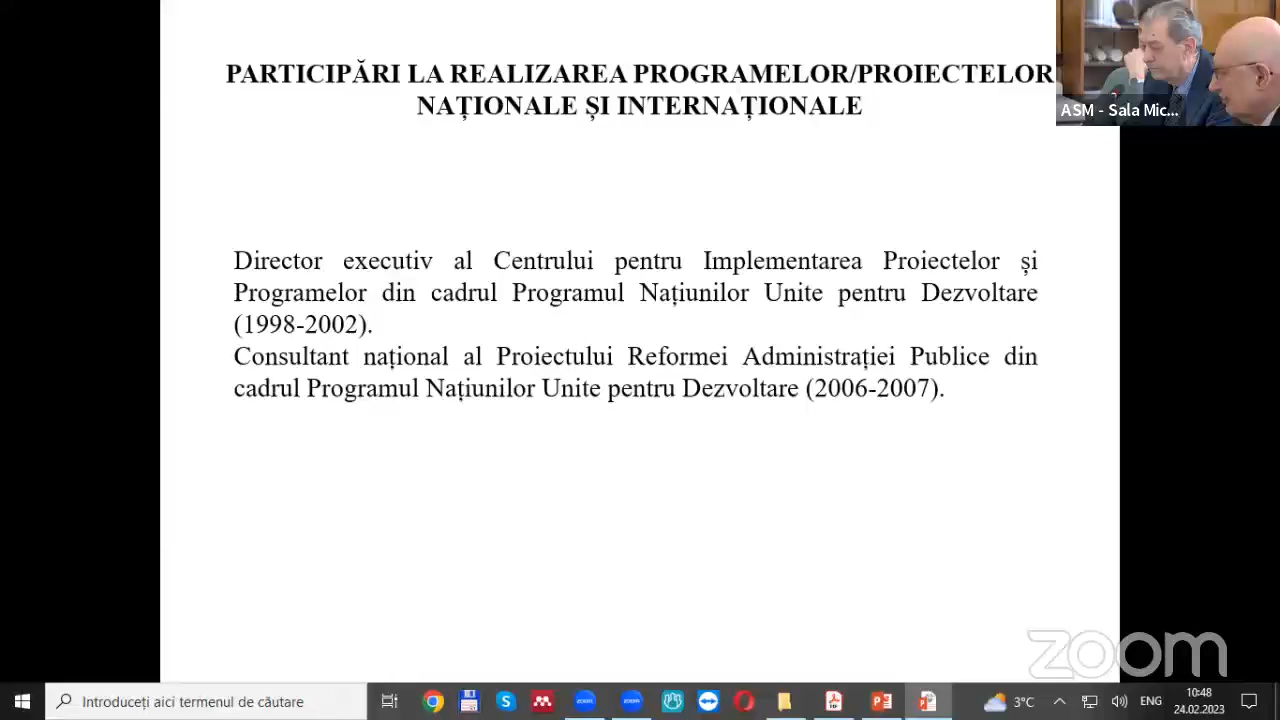 PARTICIPĂRI LA REALIZAREA PROGRAMELOR/PROIECTELOR
NAȚIONALE ȘI INTERNAȚIONALE
ASM - Sala Mic...
Director executiv al Centrului pentru Implementarea Proiectelor și
Programelor din cadrul Programul Națiunilor Unite pentru Dezvoltare
(1998-2002).
Consultant național al Proiectului Reformei Administrației Publice din
cadrul Programul Națiunilor Unite pentru Dezvoltare (2006-2007).
zoom
Introduceți aici termenul de căutare
zoom
zoom
3°C
ENG
10:48
24.02.2023